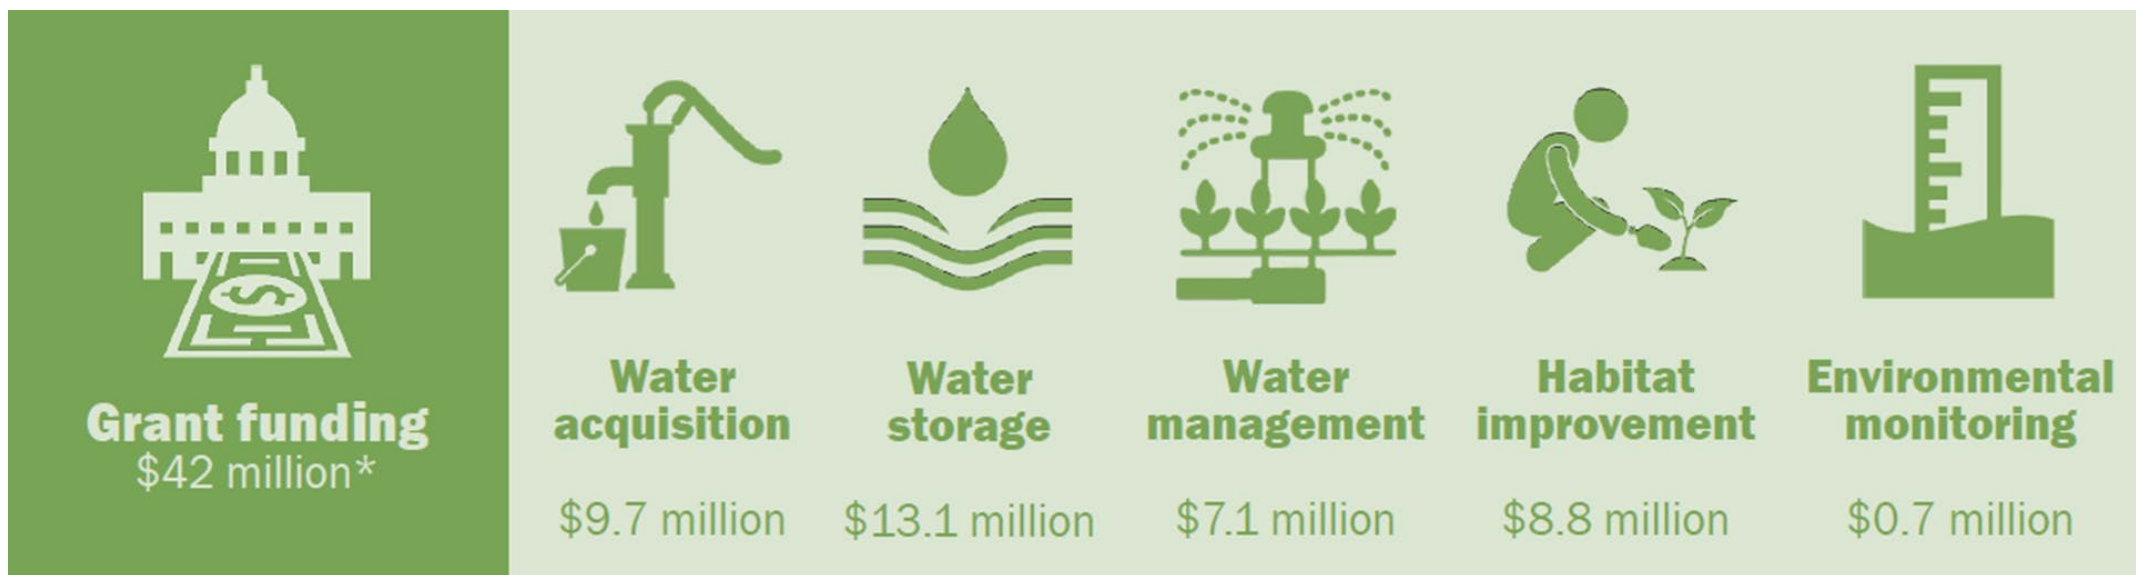 Grant funding
$42 million*
Water
acquisition
$9.7 million
Water
storage
$13.1 million
Water
management
$7.1 million
Habitat
improvement
$8.8 million
Environmental
monitoring
$0.7 million